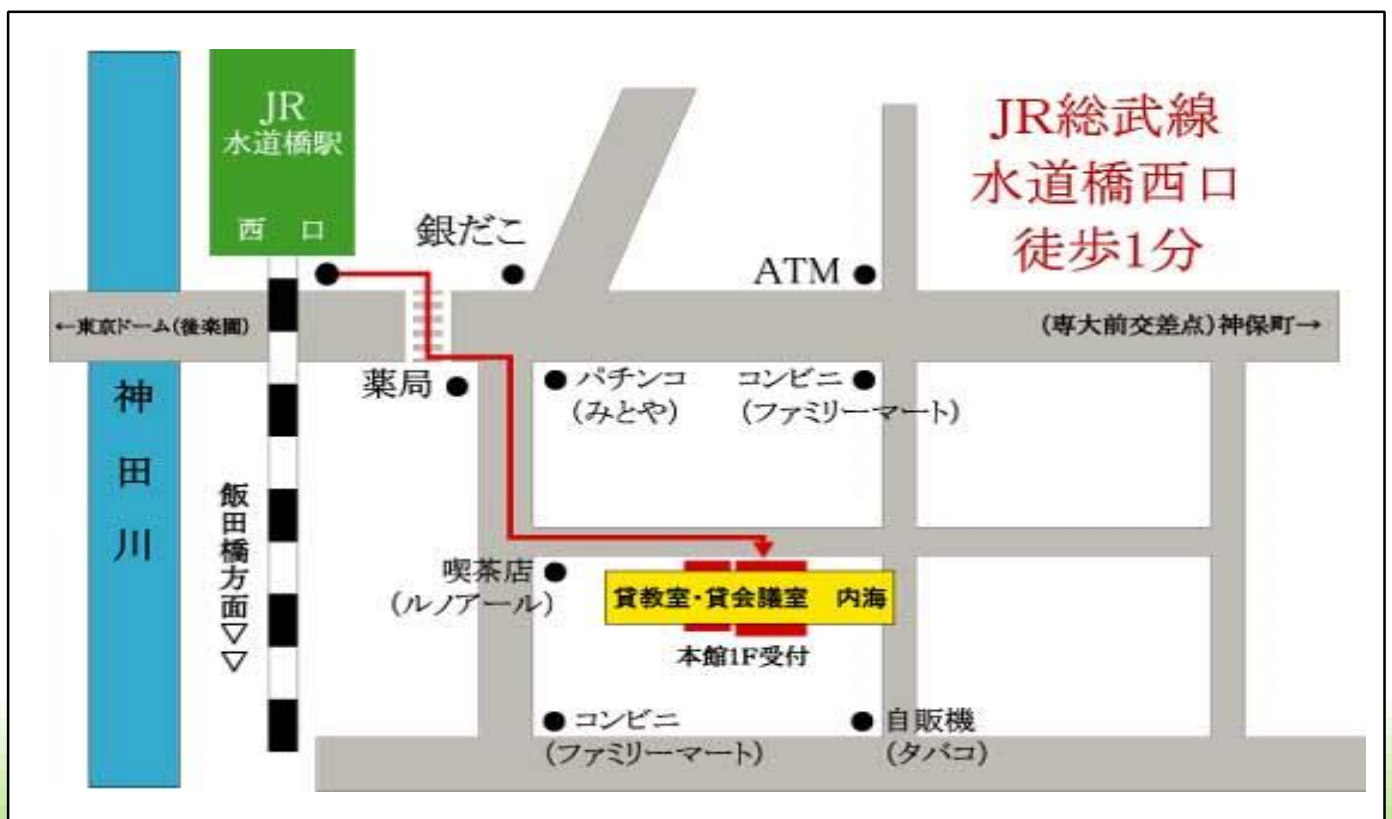 JR
水道橋駅
西 口
JR総武線
水道橋西口
徒歩1分
銀だこ
ATM
←東京ドーム(後楽園)
(専大前交差点)神保町→
薬局
パチンコ
(みとや)
コンビニ
(ファミリーマート)
神田川
飯田橋方面▽▽
喫茶店
(ルノアール)
貸教室・貸会議室 内海
本館1F受付
コンビニ
(ファミリーマート)
自販機
(タバコ)